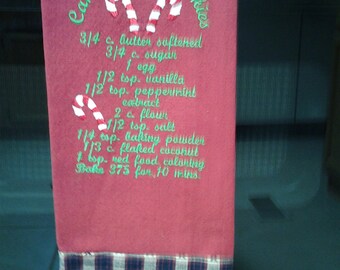 Ca
kies
3/4 c. butter softened
3/4 c. sugar
1 egg
1/2 tsp. vanilla
1/2 tsp. peppermint
extract
2 c. flour
1/2 tsp. salt
1/4 tsp. baking powder
1/3 c. flaked coconut
1 tsp. red food coloring
Bake 375 for 10 mins.